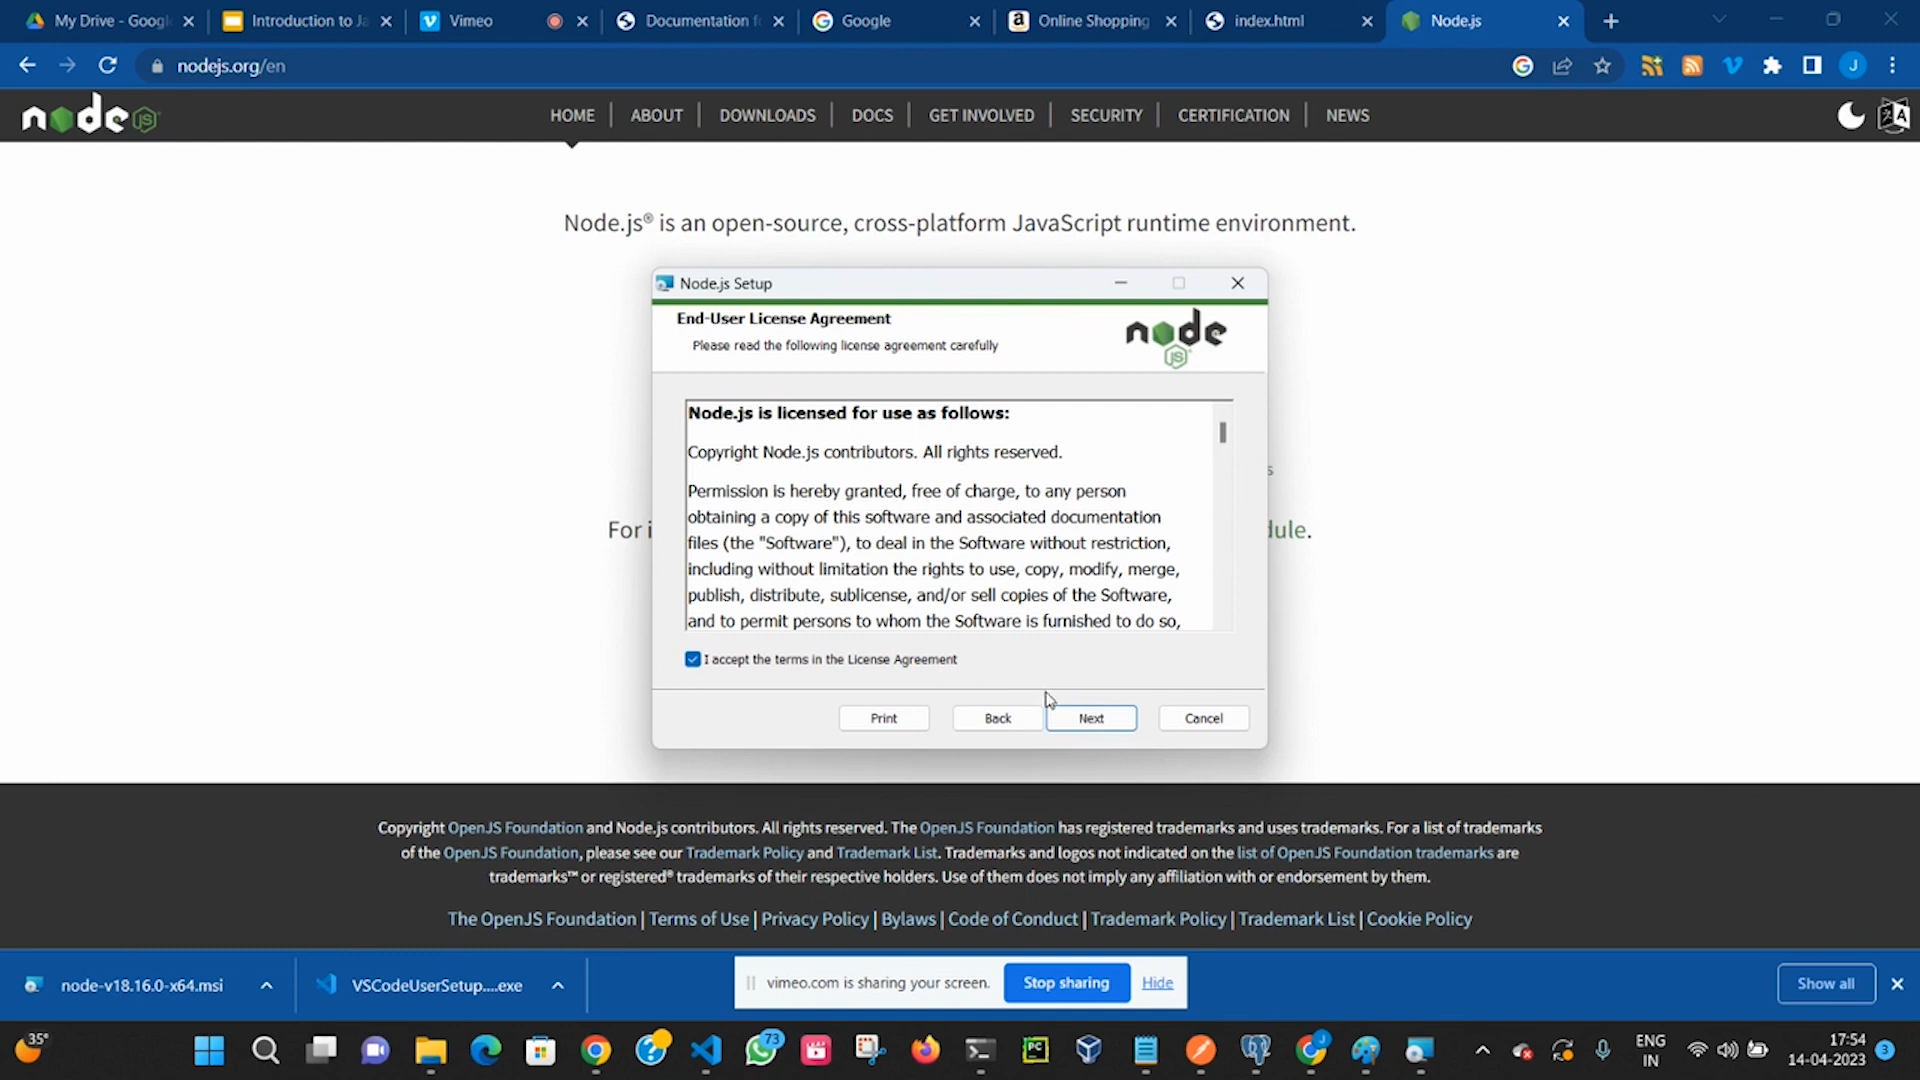 My Drive - Googl
Introduction to Ja
Vimeo
Documentation f
Google
Online Shopping
index.html
Node.js
nodejs.org/en
J
node
JS
HOME
ABOUT
DOWNLOADS
DOCS
GET INVOLVED
SECURITY
CERTIFICATION
NEWS
Node.js® is an open-source, cross-platform JavaScript runtime environment.
Node.js Setup
End-User License Agreement
Please read the following license agreement carefully
node
JS
Node.js is licensed for use as follows:
Copyright Node.js contributors. All rights reserved.
Permission is hereby granted, free of charge, to any person
obtaining a copy of this software and associated documentation
files (the "Software"), to deal in the Software without restriction,
including without limitation the rights to use, copy, modify, merge,
publish, distribute, sublicense, and/or sell copies of the Software,
and to permit persons to whom the Software is furnished to do so,
s
For i
dule.
I accept the terms in the License Agreement
Print
Back
Next
Cancel
Copyright OpenJS Foundation and Node.js contributors. All rights reserved. The OpenJS Foundation has registered trademarks and uses trademarks. For a list of trademarks
of the OpenJS Foundation, please see our Trademark Policy and Trademark List. Trademarks and logos not indicated on the list of OpenJS Foundation trademarks are
trademarks™ or registered® trademarks of their respective holders. Use of them does not imply any affiliation with or endorsement by them.
The OpenJS Foundation | Terms of Use | Privacy Policy | Bylaws | Code of Conduct | Trademark Policy | Trademark List | Cookie Policy
node-v18.16.0-x64.msi
VSCodeUserSetup....exe
vimeo.com is sharing your screen.
Stop sharing
Hide
Show all
35°
73
PC
J
ENG
IN
17:54
14-04-2023
3